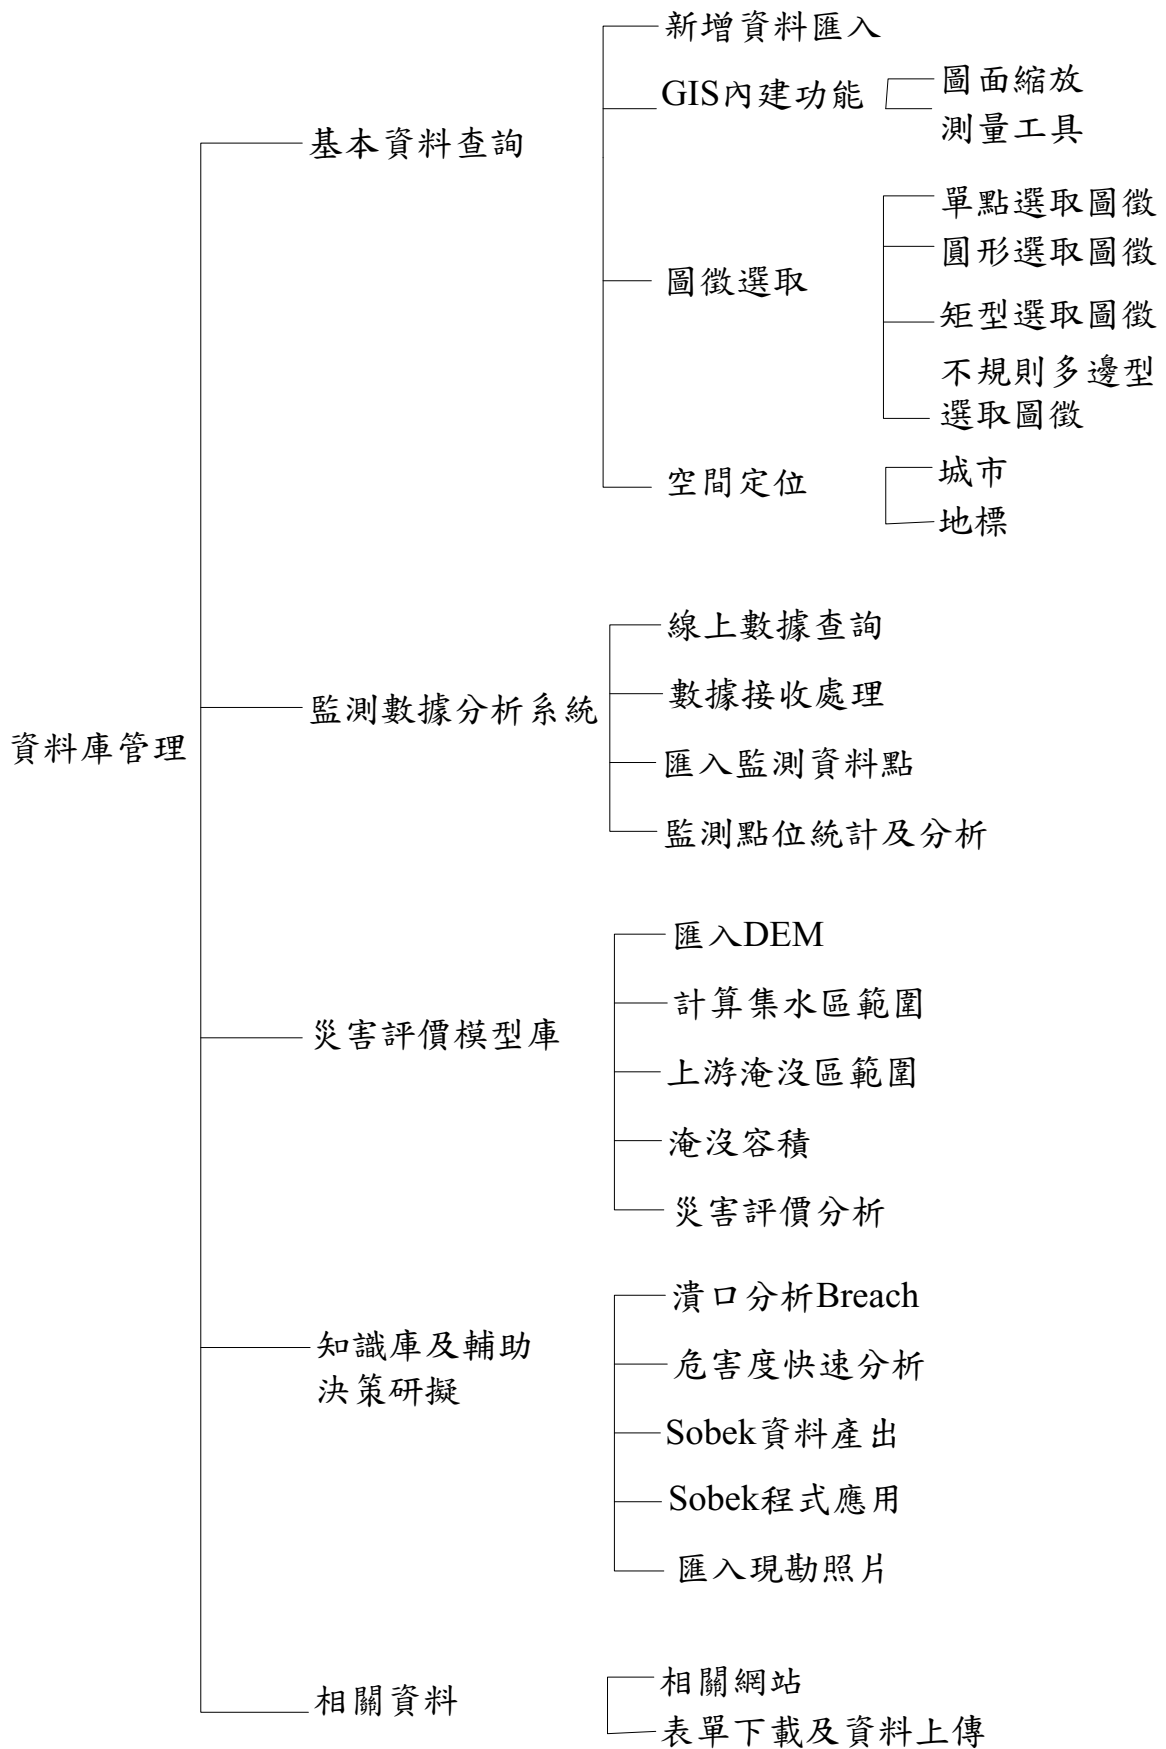 資料庫管理
基本資料查詢
新增資料匯入
GIS內建功能
圖面縮放
測量工具
圖徵選取
單點選取圖徵
圓形選取圖徵
矩型選取圖徵
不規則多邊型
選取圖徵
空間定位
城市
地標
監測數據分析系統
線上數據查詢
數據接收處理
匯入監測資料點
監測點位統計及分析
災害評價模型庫
匯入DEM
計算集水區範圍
上游淹沒區範圍
淹沒容積
災害評價分析
知識庫及輔助
決策研擬
潰口分析Breach
危害度快速分析
Sobek資料產出
Sobek程式應用
匯入現勘照片
相關資料
相關網站
表單下載及資料上傳